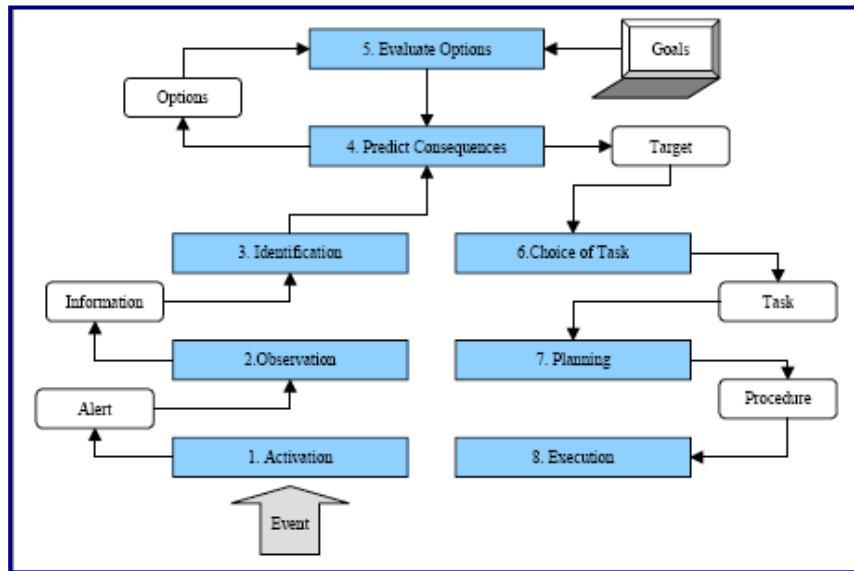 5. Evaluate Options
Goals
Options
4. Predict Consequences
Target
3. Identification
6.Choice of Task
Information
Task
2.Observation
7. Planning
Alert
Procedure
1. Activation
8. Execution
Event